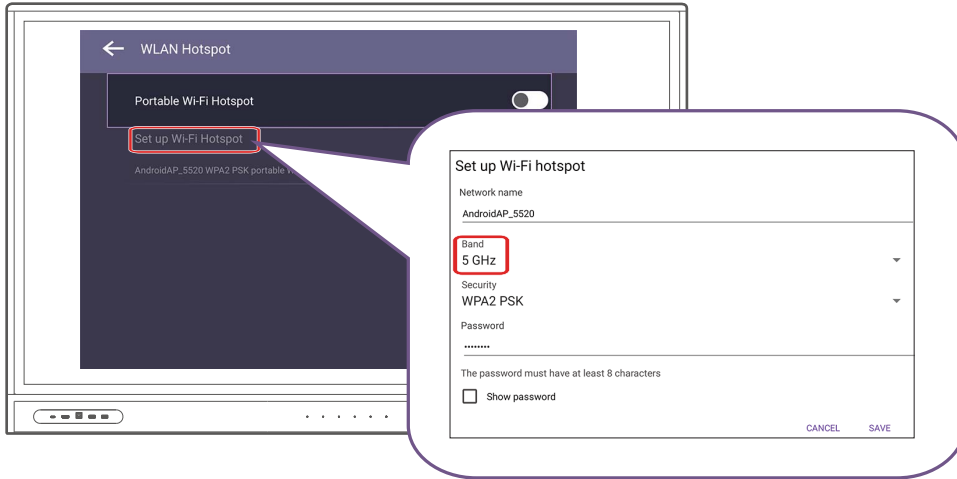 WLAN Hotspot
Portable Wi-Fi Hotspot
Set up Wi-Fi Hotspot
AndroidAP_5520 WPA2 PSK portable
Set up Wi-Fi hotspot
Network name
AndroidAP_5520
Band
5 GHz
Security
WPA2 PSK
Password
••••••••
The password must have at least 8 characters
Show password
CANCEL SAVE